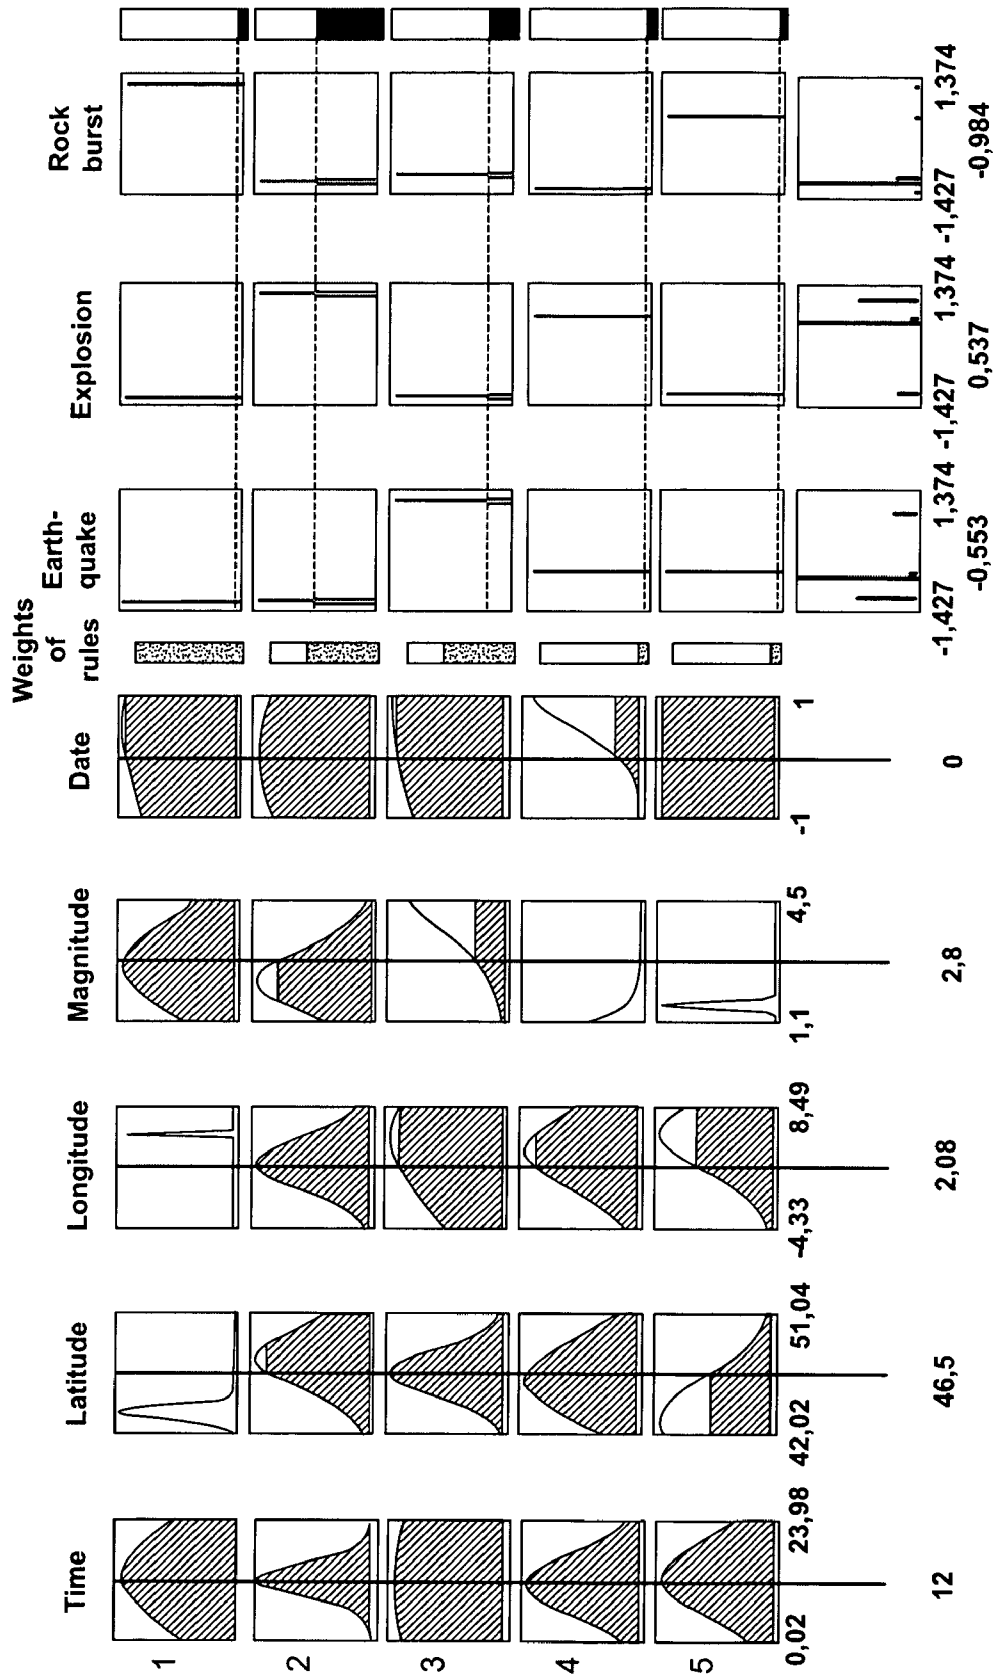 Time
Latitude
Longitude
Magnitude
Date
Weights
of
rules
Earth-
quake
Explosion
Rock
burst
1
2
3
4
5
0,02 23,98
42,02 51,04
-4,33 8,49
1,1 4,5
-1 1
-1,427 1,374
-1,427 1,374
-1,427 1,374
12
46,5
2,08
2,8
0
-0,553
0,537
-0,984